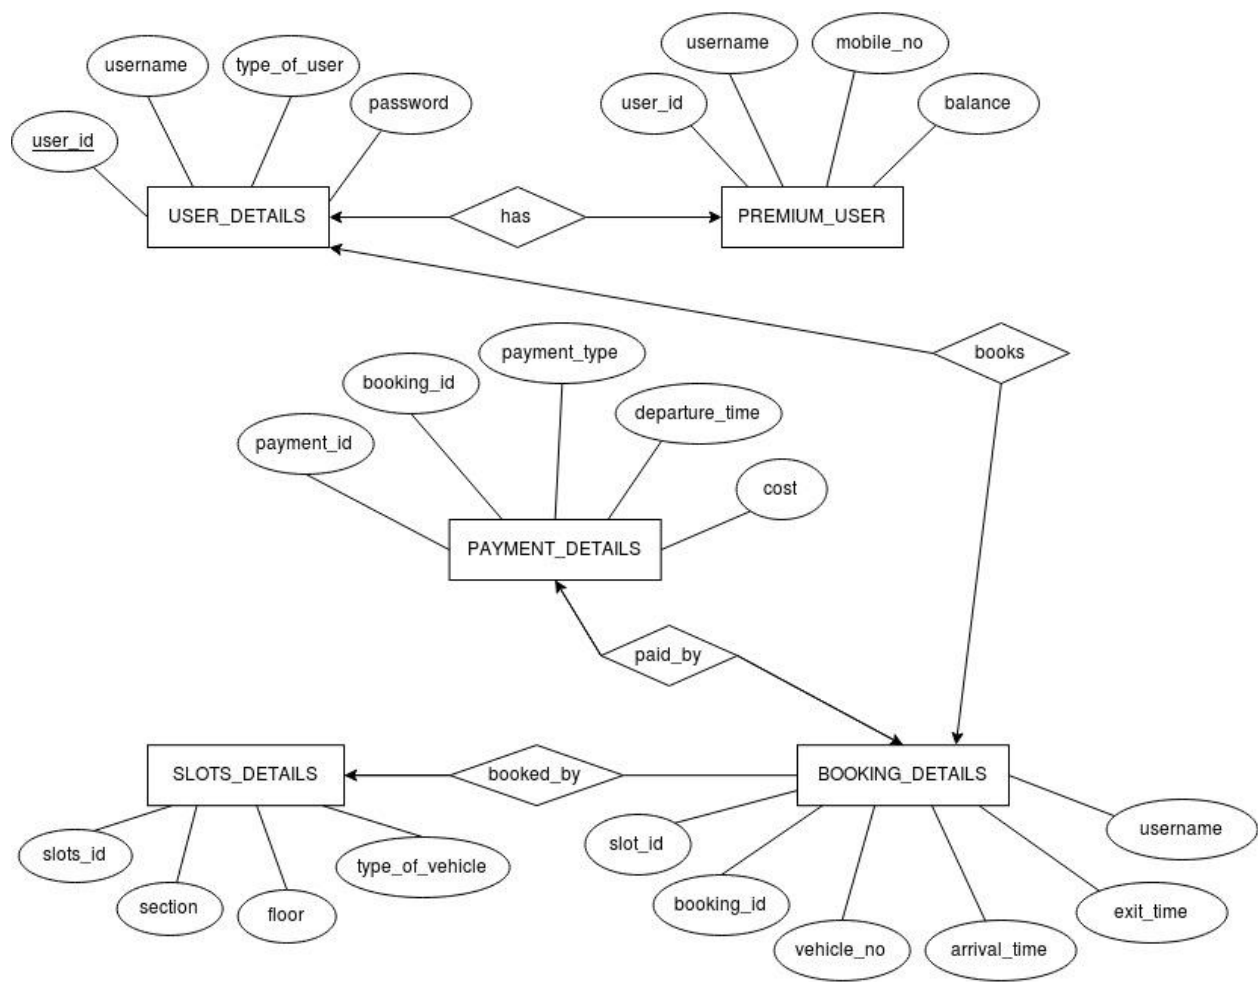 username
type_of_user
password
user_id
USER_DETAILS
has
username
mobile_no
user_id
balance
PREMIUM_USER
books
payment_type
booking_id
departure_time
payment_id
cost
PAYMENT_DETAILS
paid_by
SLOTS_DETAILS
booked_by
BOOKING_DETAILS
slots_id
section
floor
type_of_vehicle
slot_id
booking_id
vehicle_no
arrival_time
exit_time
username